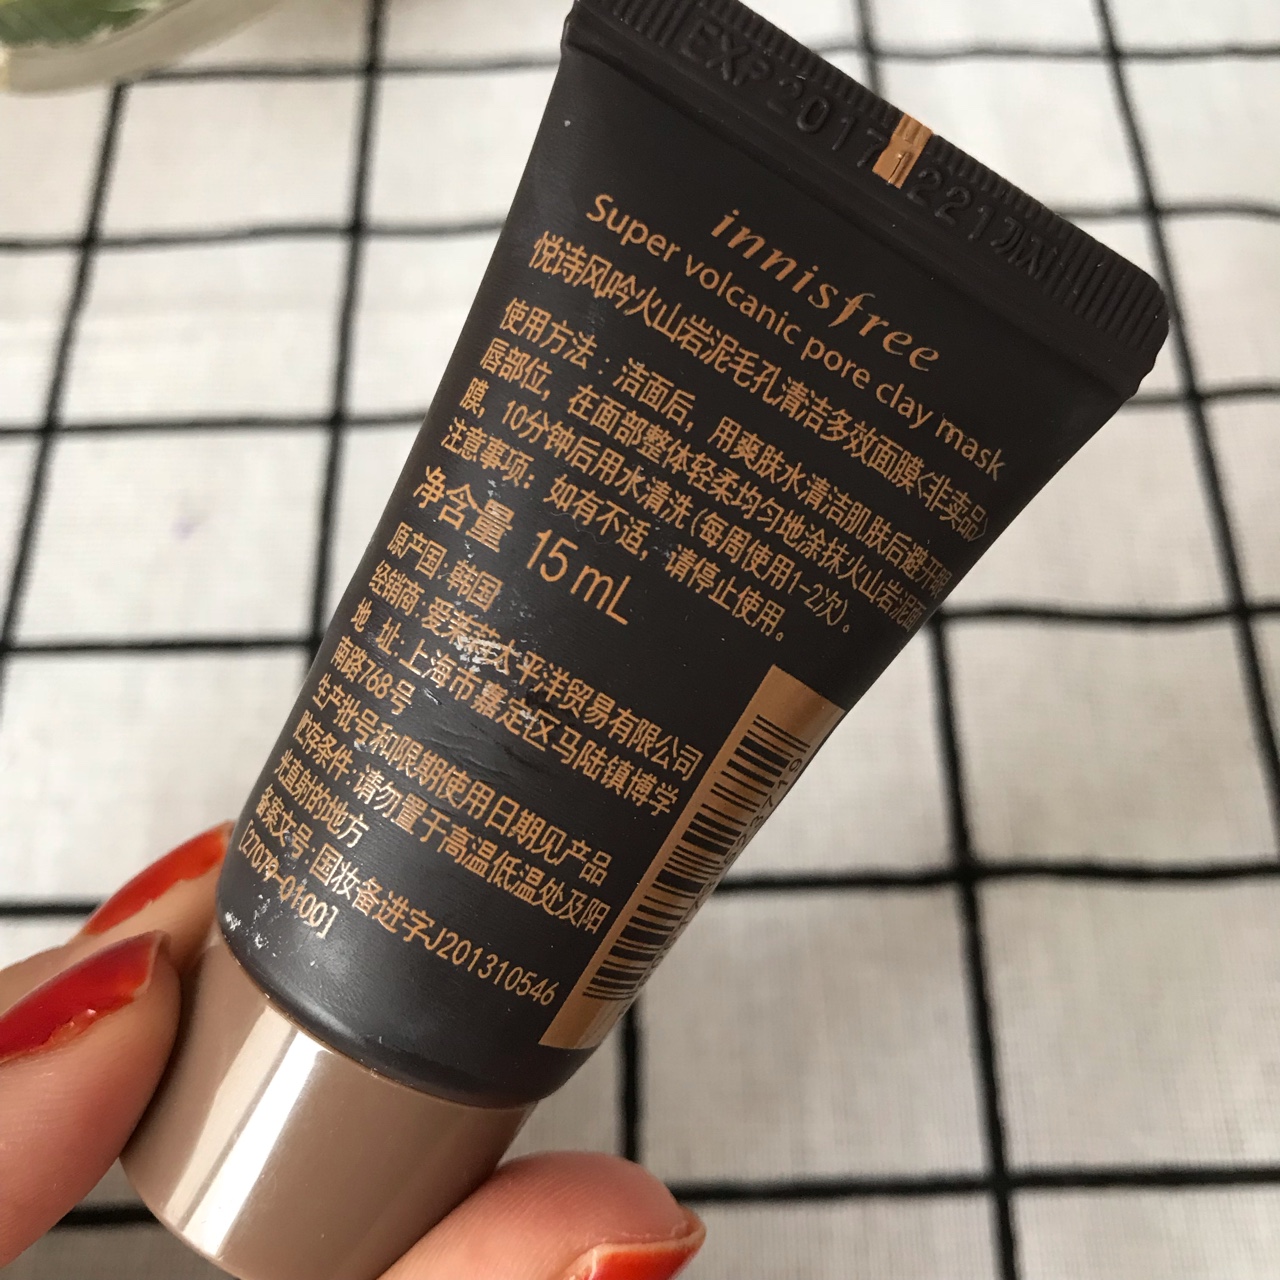 EXP20171221
innisfree
Super volcanic pore clay mask
悦诗风吟火山岩泥毛孔清洁多效面膜<非卖品>
使用方法：洁面后，用爽肤水清洁肌肤后避开眼
唇部位，在面部整体轻柔均匀地涂抹火山岩泥面
膜，10分钟后用水清洗(每周使用1-2次)。
注意事项：如有不适，请停止使用。
净含量 15 mL
原产国:韩国
经销商 爱茉莉太平洋贸易有限公司
地 址:上海市嘉定区马陆镇博学
南路768号
生产批号和限期使用日期见产品
贮存条件:请勿置于高温低温处及阳
光直射的地方
备案文号 国妆备进字J201310546
[27079-0100]